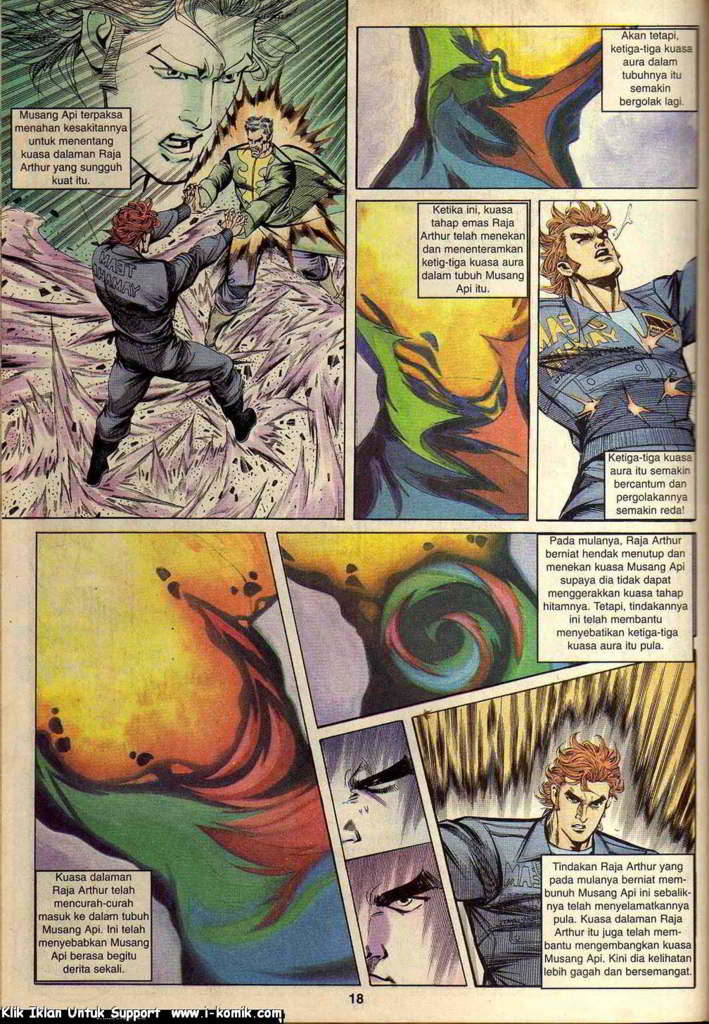 Musang Api terpaksa
menahan kesakitannya
untuk menentang
kuasa dalaman Raja
Arthur yang sungguh
kuat itu.
Akan tetapi,
ketiga-tiga kuasa
aura dalam
tubuhnya itu
semakin
bergolak lagi.
Ketika ini, kuasa
tahap emas Raja
Arthur telah menekan
dan menenteramkan
ketig-tiga kuasa aura
dalam tubuh Musang
Api itu.
Ketiga-tiga kuasa
aura itu semakin
bercantum dan
pergolakannya
semakin reda!
Pada mulanya, Raja Arthur
berniat hendak menutup dan
menekan kuasa Musang Api
supaya dia tidak dapat
menggerakkan kuasa tahap
hitamnya. Tetapi, tindakannya
ini telah membantu
menyebatikan ketiga-tiga
kuasa aura itu pula.
Kuasa dalaman
Raja Arthur telah
mencurah-curah
masuk ke dalam tubuh
Musang Api. Ini telah
menyebabkan Musang
Api berasa begitu
derita sekali.
Tindakan Raja Arthur yang
pada mulanya berniat mem-
bunuh Musang Api ini sebalik-
nya telah menyelamatkannya
pula. Kuasa dalaman Raja
Arthur itu juga telah mem-
bantu mengembangkan kuasa
Musang Api. Kini dia kelihatan
lebih gagah dan bersemangat.
18
Klik Iklan Untuk Support www.i-komik.com